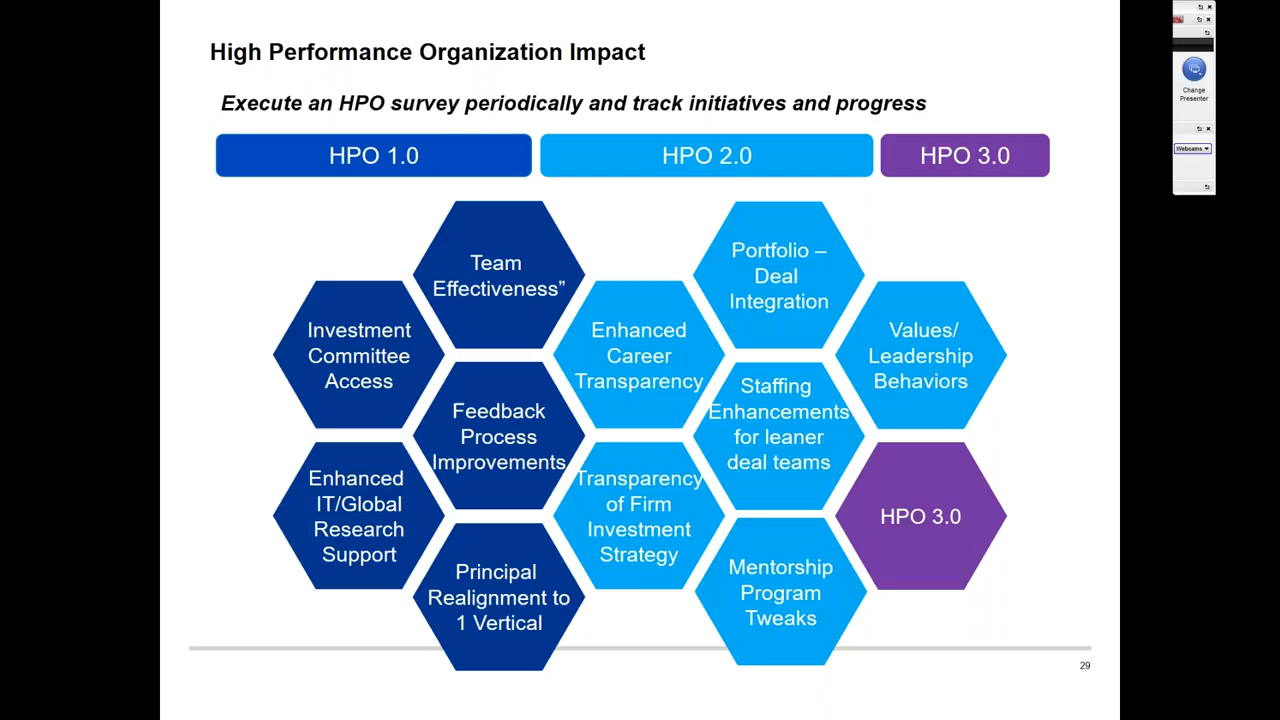 High Performance Organization Impact
Execute an HPO survey periodically and track initiatives and progress
HPO 1.0
HPO 2.0
HPO 3.0
Team
Effectiveness”
Portfolio –
Deal
Integration
Investment
Committee
Access
Enhanced
Career
Transparency
Values/
Leadership
Behaviors
Feedback
Process
Improvements
Staffing
Enhancements
for leaner
deal teams
Enhanced
IT/Global
Research
Support
Transparency
of Firm
Investment
Strategy
HPO 3.0
Principal
Realignment to
1 Vertical
Mentorship
Program
Tweaks
29
Change
Presenter
Webcams